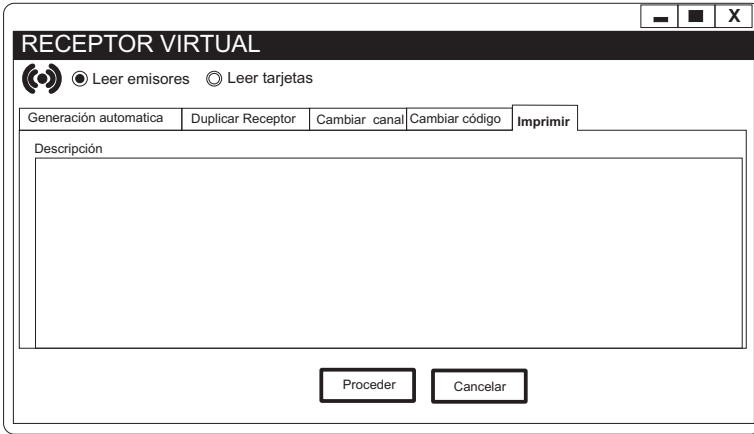 X
RECEPTOR VIRTUAL
Leer emisores Leer tarjetas
Generación automatica Duplicar Receptor Cambiar canal Cambiar código Imprimir
Descripción
Proceder Cancelar